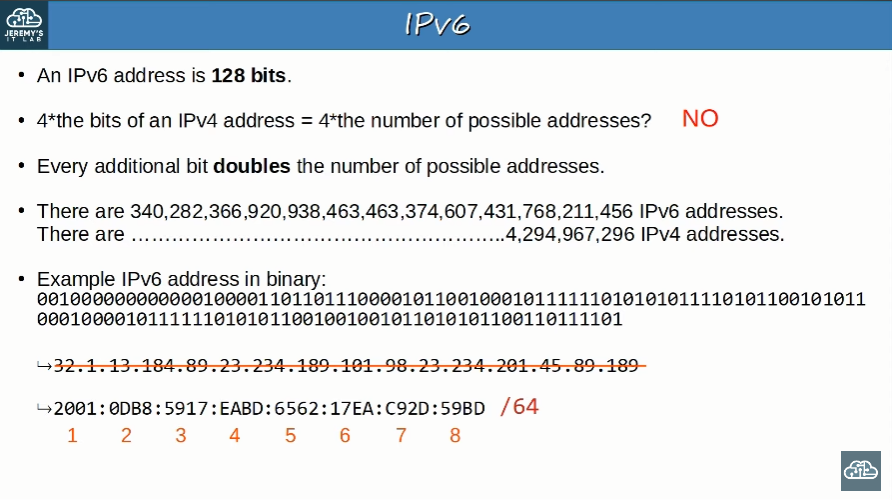 JEREMY'S
IT LAB
IPv6
• An IPv6 address is 128 bits.
• 4*the bits of an IPv4 address = 4*the number of possible addresses? NO
• Every additional bit doubles the number of possible addresses.
• There are 340,282,366,920,938,463,463,374,607,431,768,211,456 IPv6 addresses.
There are …………………………………………………..4,294,967,296 IPv4 addresses.
• Example IPv6 address in binary:
001000000000000100001101101110000101100100010111111010101011110101100101011
00010000101111110101011001001001011010101100110111101
↪32.1.13.184.89.23.234.189.101.98.23.234.201.45.89.189
↪2001:0DB8:5917:EABD:6562:17EA:C92D:59BD /64
1 2 3 4 5 6 7 8